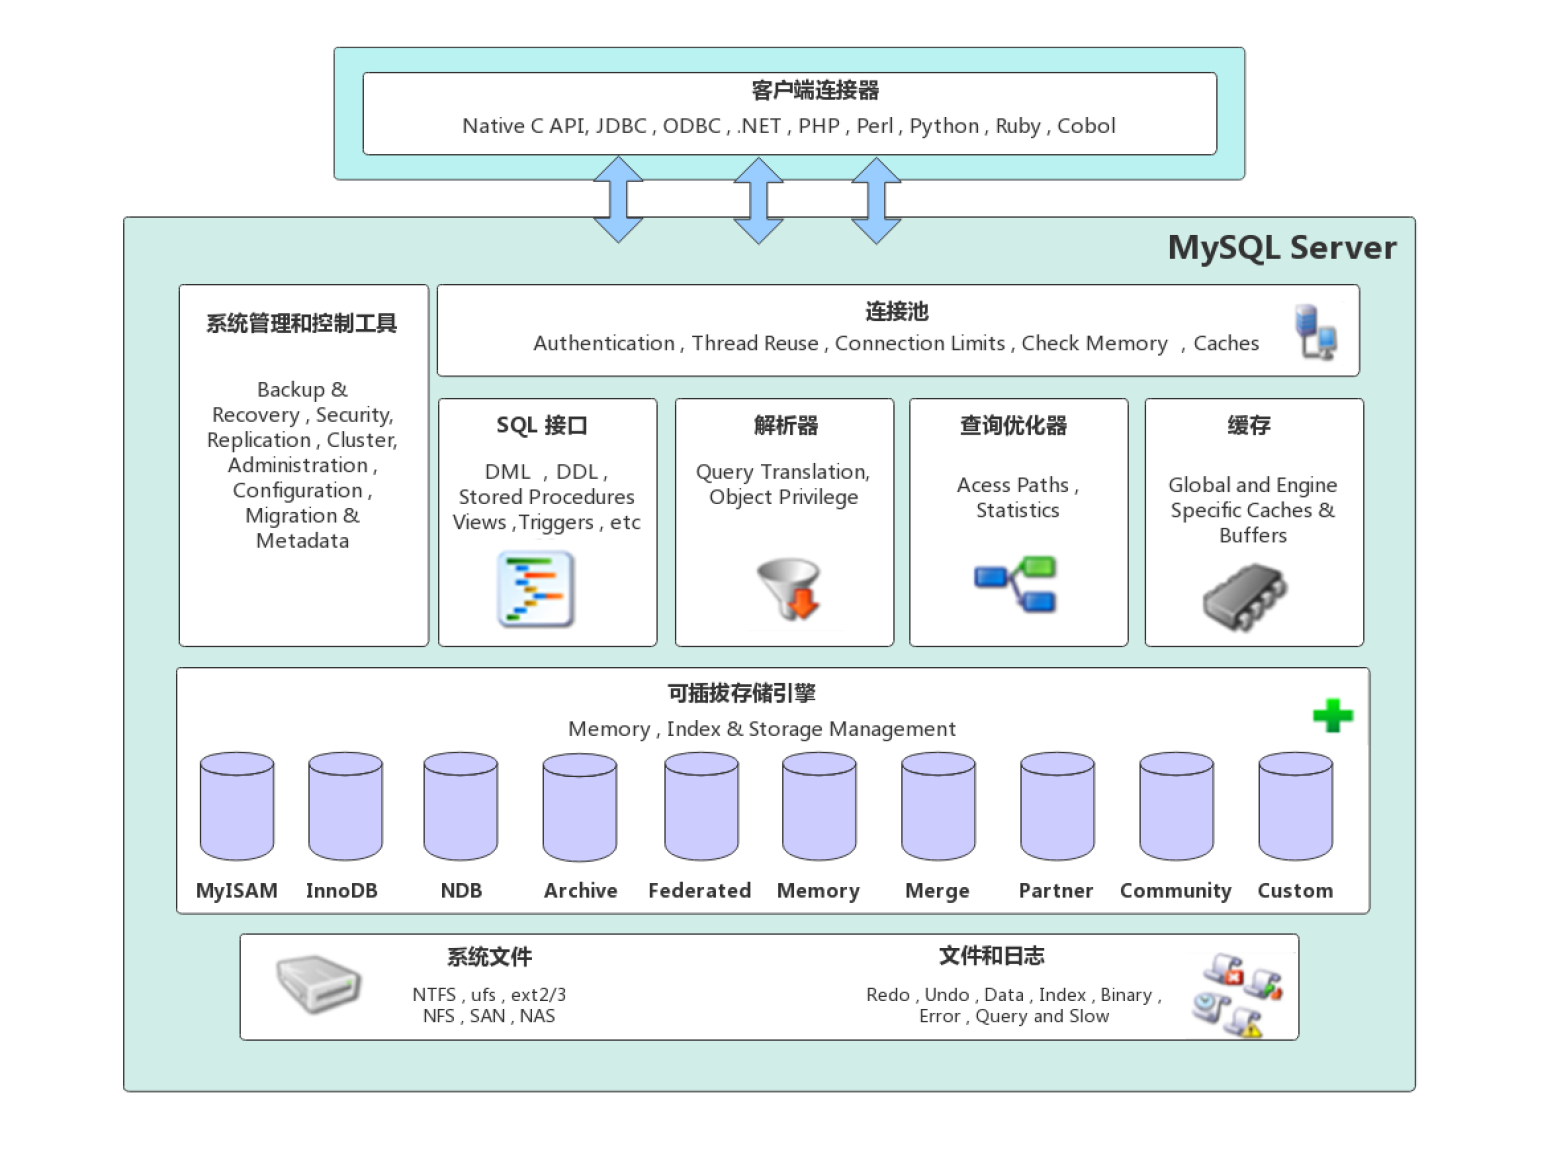 客户端连接器
Native C API, JDBC , ODBC , .NET , PHP , Perl , Python , Ruby , Cobol
MySQL Server
系统管理和控制工具
Backup &
Recovery , Security,
Replication , Cluster,
Administration ,
Configuration ,
Migration &
Metadata
连接池
Authentication , Thread Reuse , Connection Limits , Check Memory , Caches
SQL 接口
DML , DDL ,
Stored Procedures
Views ,Triggers , etc
解析器
Query Translation,
Object Privilege
查询优化器
Acess Paths ,
Statistics
缓存
Global and Engine
Specific Caches &
Buffers
可插拔存储引擎
Memory , Index & Storage Management
MyISAM InnoDB NDB Archive Federated Memory Merge Partner Community Custom
系统文件
NTFS , ufs , ext2/3
NFS , SAN , NAS
文件和日志
Redo , Undo , Data , Index , Binary ,
Error , Query and Slow